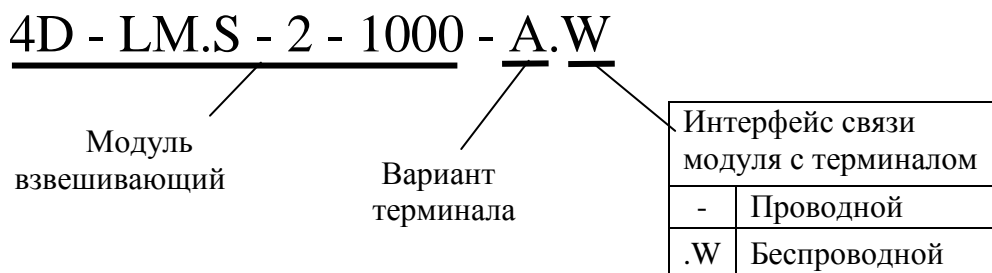 4D - LM.S - 2 - 1000 - A.W
Модуль
взвешивающий
Вариант
терминала
Интерфейс связи
модуля с терминалом
- Проводной
.W Беспроводной